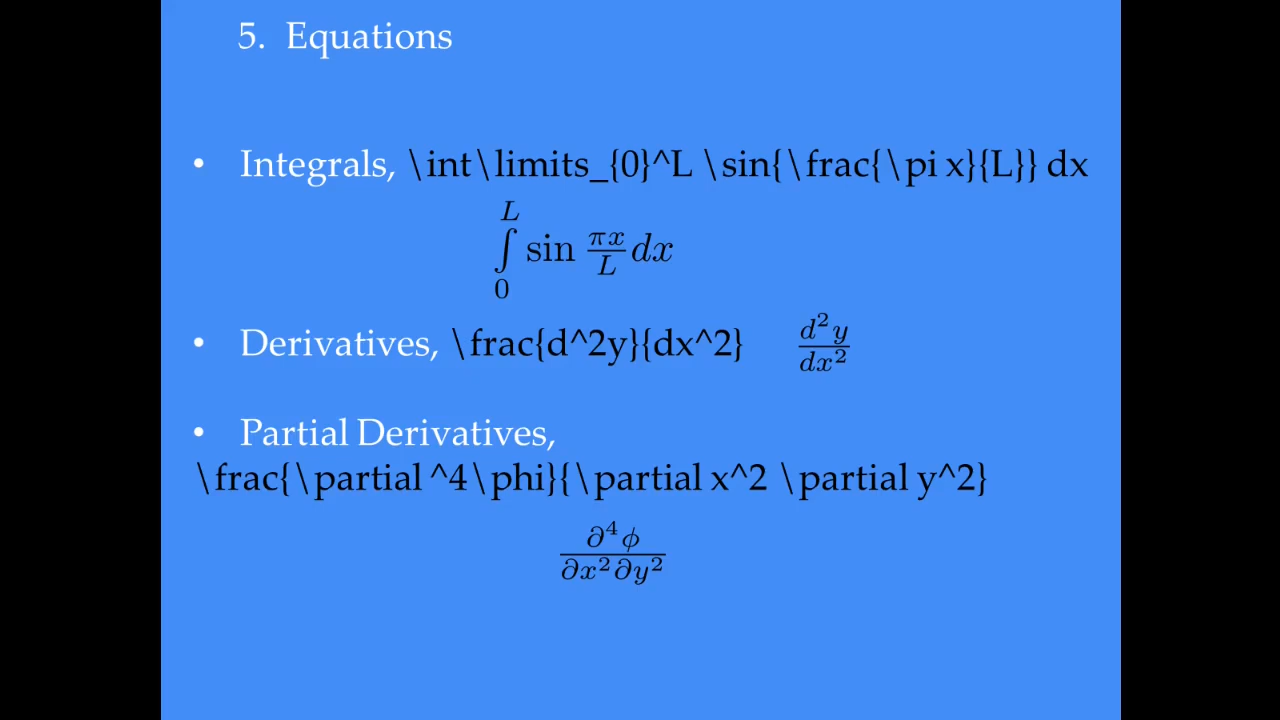 5. Equations
• Integrals, \int\limits_{0}^L \sin{\frac{\pi x}{L}} dx
∫₀ᴸ sin πx/L dx
• Derivatives, \frac{d^2y}{dx^2} d²y/dx²
• Partial Derivatives,
\frac{\partial ^4\phi}{\partial x^2 \partial y^2}
∂⁴ϕ/∂x²∂y²